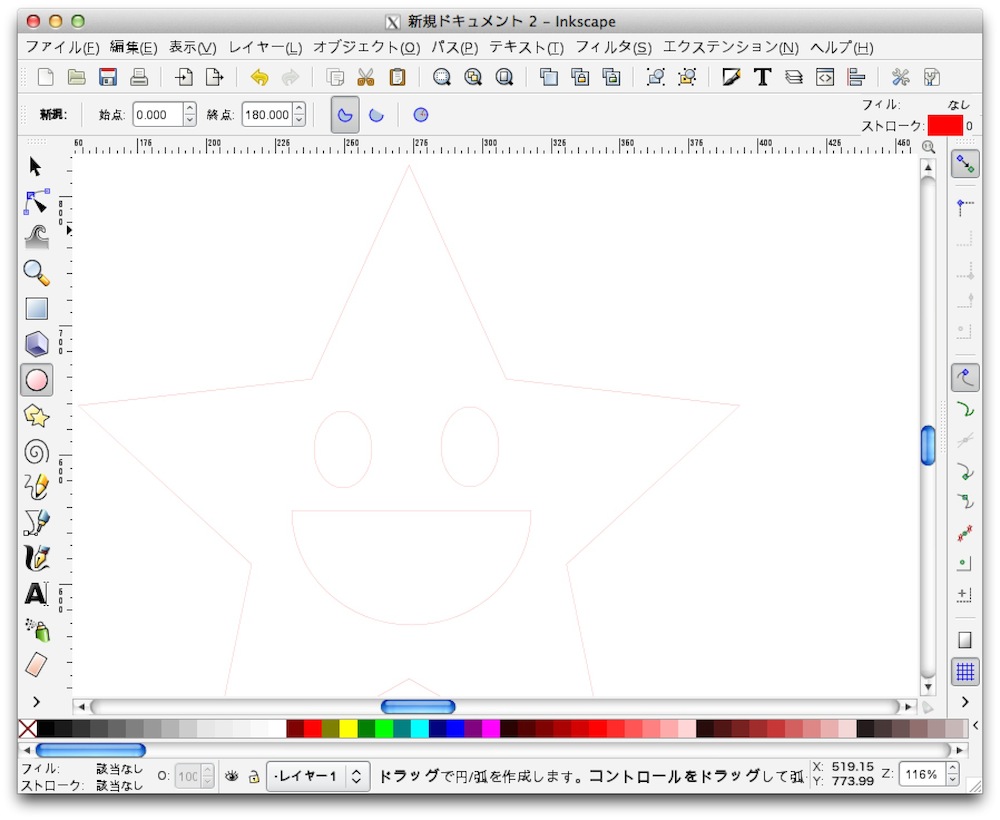 新規ドキュメント 2 – Inkscape
ファイル(F) 編集(E) 表示(V) レイヤー(L) オブジェクト(O) パス(P) テキスト(T) フィルタ(S) エクステンション(N) ヘルプ(H)
新規: 始点: 0.000 終点: 180.000
フィル: なし
ストローク: 0
50 175 200 225 250 275 300 325 350 375 400 425 450
800
700
600
フィル: 該当なし
ストローク: 該当なし
O: 100
·レイヤー1
ドラッグで円/弧を作成します。コントロールをドラッグして弧
X: 519.15
Y: 773.99
Z: 116%